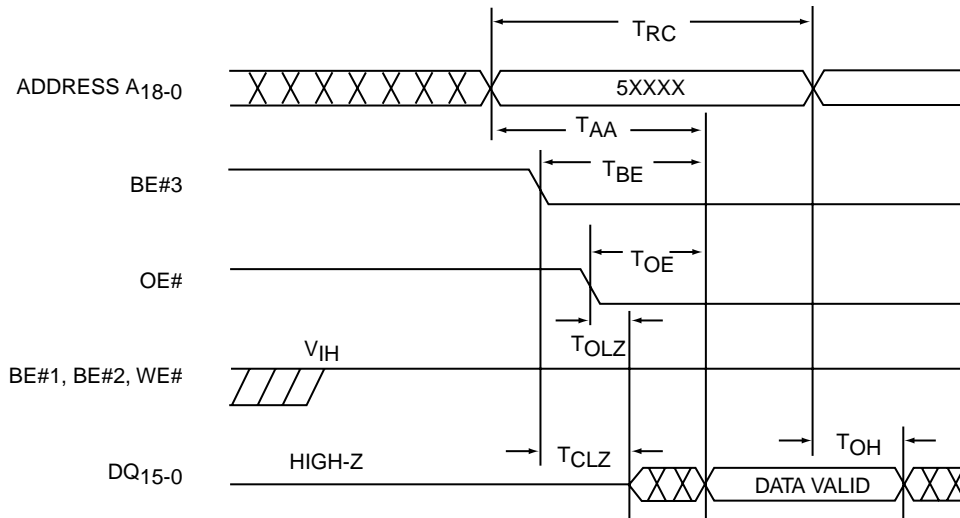 TRC
ADDRESS A18-0
5XXXX
TAA
TBE
BE#3
TOE
OE#
TOLZ
VIH
BE#1, BE#2, WE#
TOH
HIGH-Z
TCLZ
DQ15-0
DATA VALID